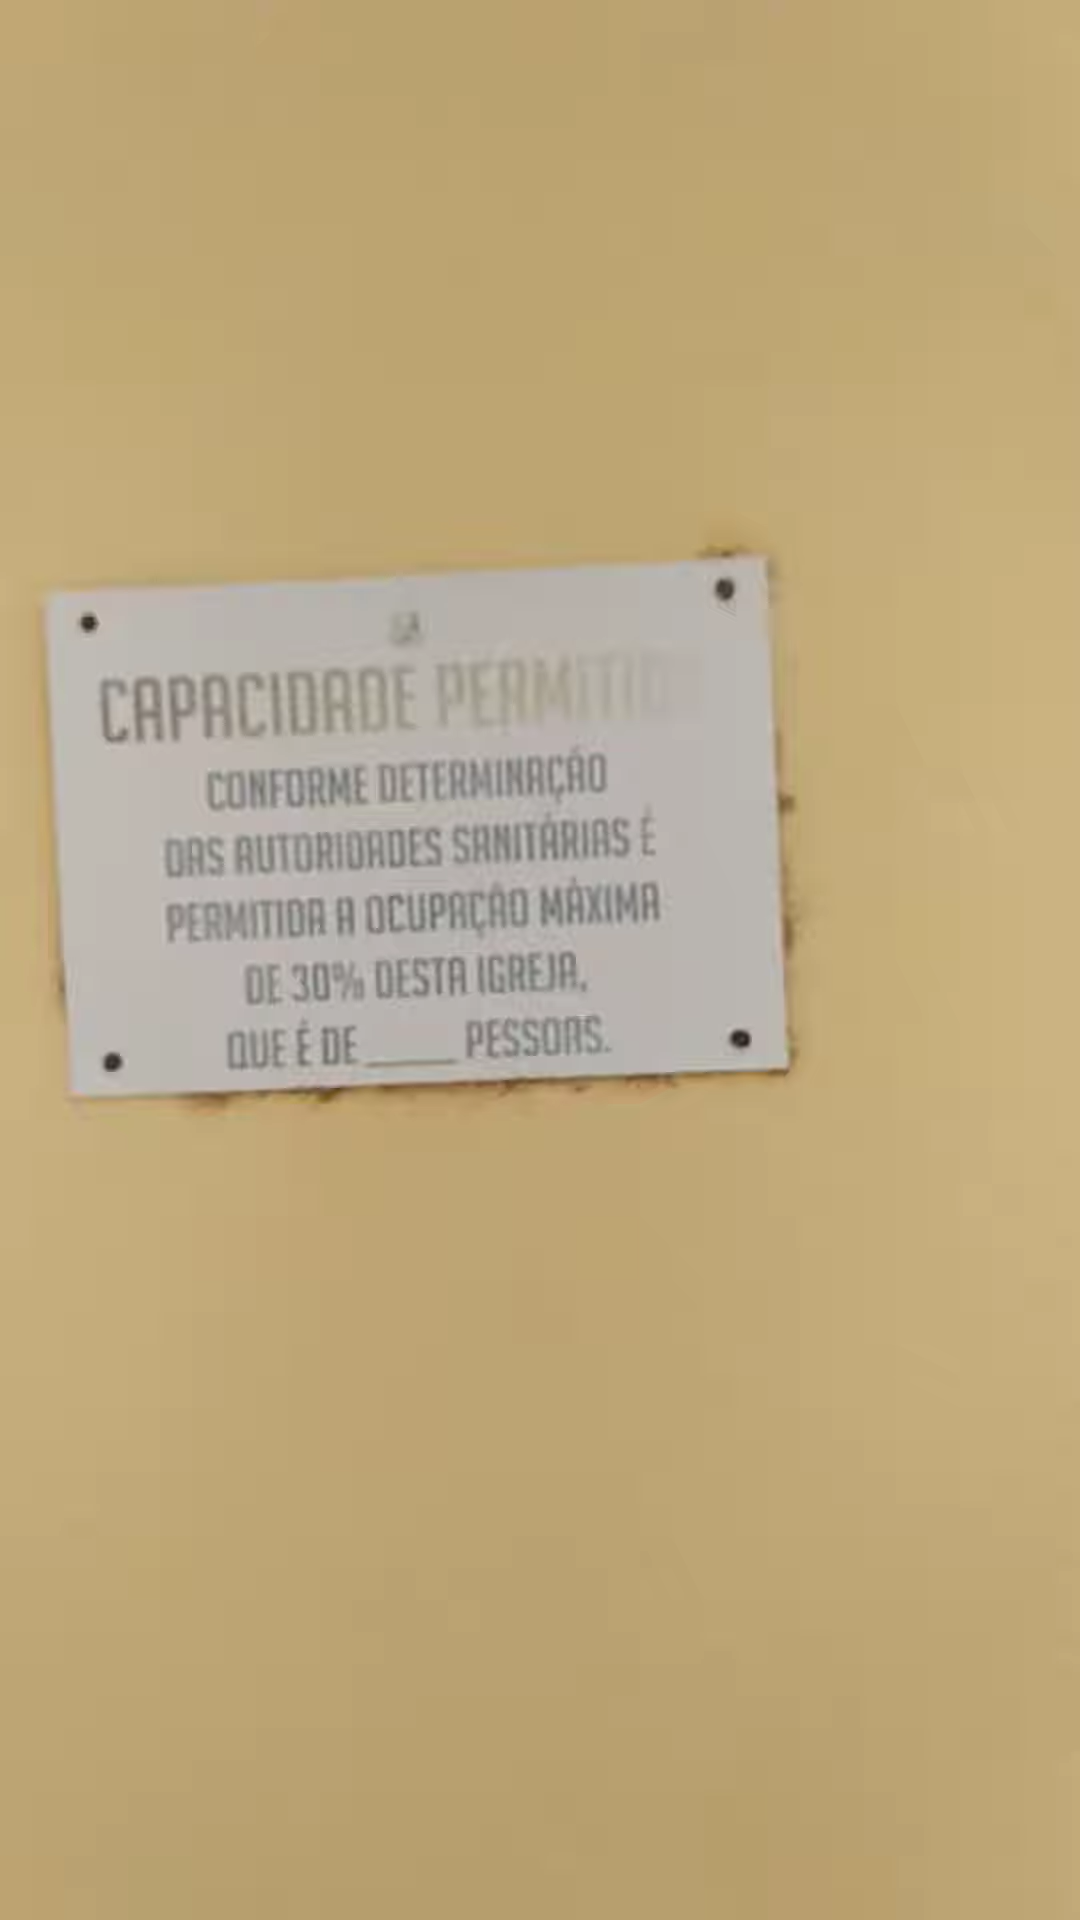 CAPACIDADE PERMITIDA
CONFORME DETERMINAÇÃO
DAS AUTORIDADES SANITÁRIAS É
PERMITIDA A OCUPAÇÃO MÁXIMA
DE 30% DESTA IGREJA,
QUE É DE _____ PESSOAS.